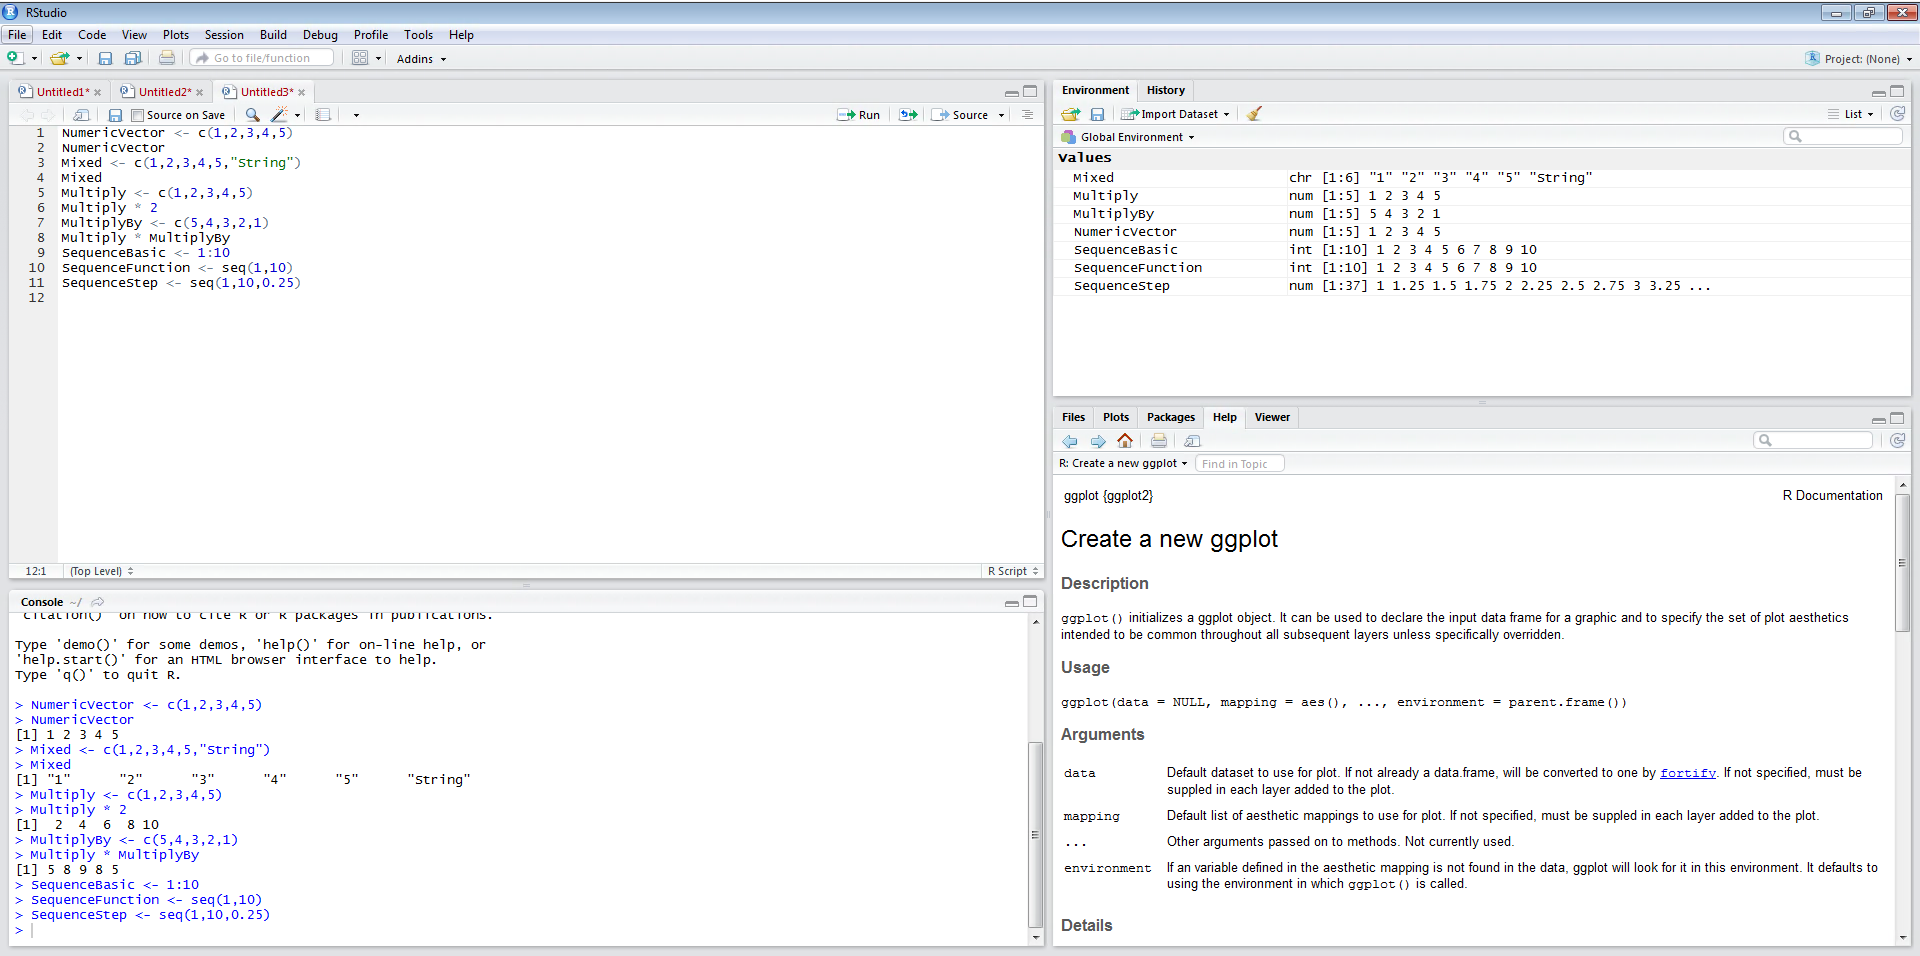 RStudio
File Edit Code View Plots Session Build Debug Profile Tools Help
Go to file/function Addins Project: (None)
Untitled1* Untitled2* Untitled3*
Source on Save Run Source
1 NumericVector <- c(1,2,3,4,5)
2 NumericVector
3 Mixed <- c(1,2,3,4,5,"String")
4 Mixed
5 Multiply <- c(1,2,3,4,5)
6 Multiply * 2
7 MultiplyBy <- c(5,4,3,2,1)
8 Multiply * MultiplyBy
9 SequenceBasic <- 1:10
10 SequenceFunction <- seq(1,10)
11 SequenceStep <- seq(1,10,0.25)
12
12:1 (Top Level) R Script
Console ~/
'citation()' on how to cite R or R packages in publications.
Type 'demo()' for some demos, 'help()' for on-line help, or
'help.start()' for an HTML browser interface to help.
Type 'q()' to quit R.
> NumericVector <- c(1,2,3,4,5)
> NumericVector
[1] 1 2 3 4 5
> Mixed <- c(1,2,3,4,5,"String")
> Mixed
[1] "1" "2" "3" "4" "5" "String"
> Multiply <- c(1,2,3,4,5)
> Multiply * 2
[1] 2 4 6 8 10
> MultiplyBy <- c(5,4,3,2,1)
> Multiply * MultiplyBy
[1] 5 8 9 8 5
> SequenceBasic <- 1:10
> SequenceFunction <- seq(1,10)
> SequenceStep <- seq(1,10,0.25)
>
Environment History
Import Dataset List
Global Environment
Values
Mixed chr [1:6] "1" "2" "3" "4" "5" "String"
Multiply num [1:5] 1 2 3 4 5
MultiplyBy num [1:5] 5 4 3 2 1
NumericVector num [1:5] 1 2 3 4 5
SequenceBasic int [1:10] 1 2 3 4 5 6 7 8 9 10
SequenceFunction int [1:10] 1 2 3 4 5 6 7 8 9 10
SequenceStep num [1:37] 1 1.25 1.5 1.75 2 2.25 2.5 2.75 3 3.25 ...
Files Plots Packages Help Viewer
R: Create a new ggplot Find in Topic
ggplot {ggplot2} R Documentation
Create a new ggplot
Description
ggplot() initializes a ggplot object. It can be used to declare the input data frame for a graphic and to specify the set of plot aesthetics
intended to be common throughout all subsequent layers unless specifically overridden.
Usage
ggplot(data = NULL, mapping = aes(), ..., environment = parent.frame())
Arguments
data Default dataset to use for plot. If not already a data.frame, will be converted to one by fortify. If not specified, must be
suppled in each layer added to the plot.
mapping Default list of aesthetic mappings to use for plot. If not specified, must be suppled in each layer added to the plot.
... Other arguments passed on to methods. Not currently used.
environment If an variable defined in the aesthetic mapping is not found in the data, ggplot will look for it in this environment. It defaults to
using the environment in which ggplot() is called.
Details